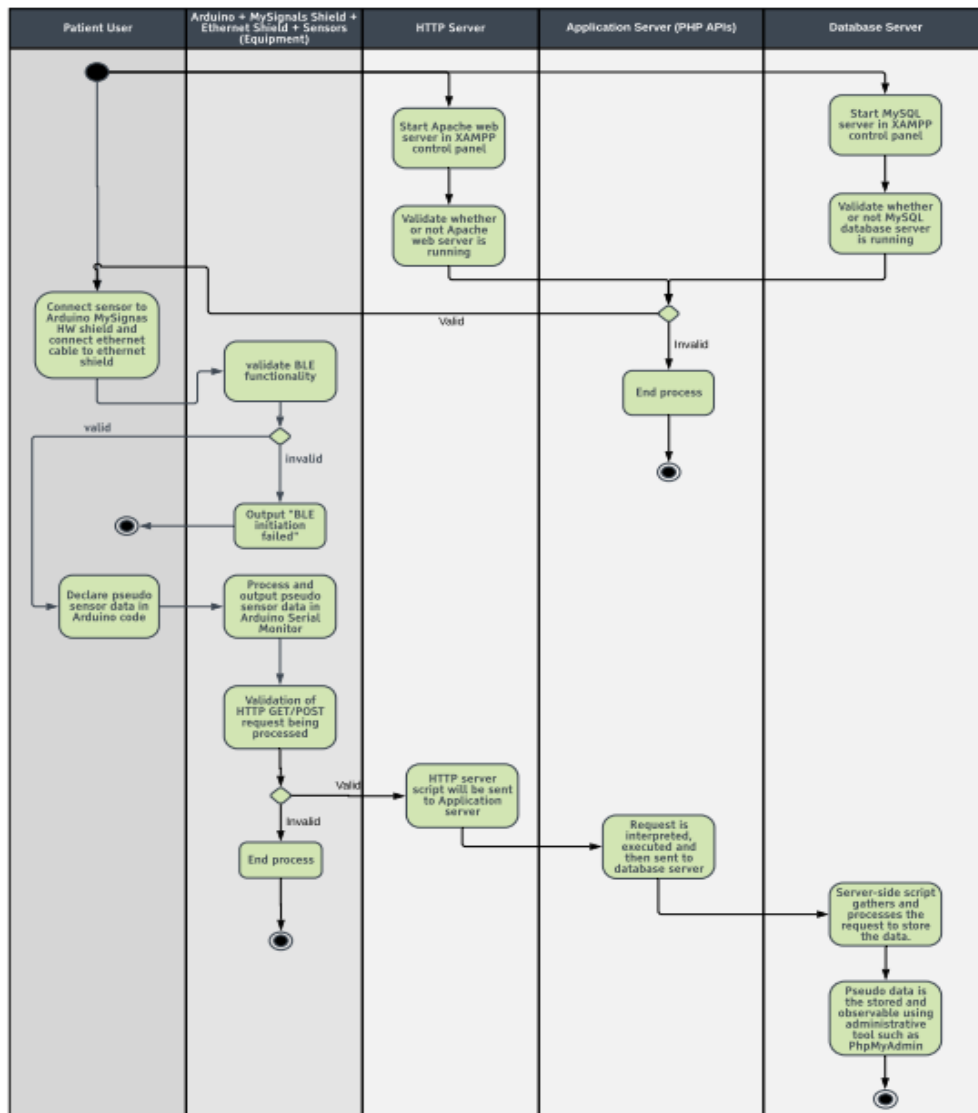 Patient User
Arduino + MySignals Shield +
Ethernet Shield + Sensors
(Equipment)
HTTP Server
Application Server (PHP APIs)
Database Server
Start Apache web
server in XAMPP
control panel
Start MySQL
server in XAMPP
control panel
Validate whether
or not Apache
web server is
running
Validate whether
or not MySQL
database server
is running
Connect sensor to
Arduino MySignas
HW shield and
connect ethernet
cable to ethernet
shield
Valid
Invalid
validate BLE
functionality
End process
valid
invalid
Output "BLE
initiation
failed"
Declare pseudo
sensor data in
Arduino code
Process and
output pseudo
sensor data in
Arduino Serial
Monitor
Validation of
HTTP GET/POST
request being
processed
Valid
Invalid
HTTP server
script will be sent
to Application
server
End process
Request is
interpreted,
executed and
then sent to
database server
Server-side script
gathers and
processes the
request to store
the data.
Pseudo data is
the stored and
observable using
administrative
tool such as
PhpMyAdmin